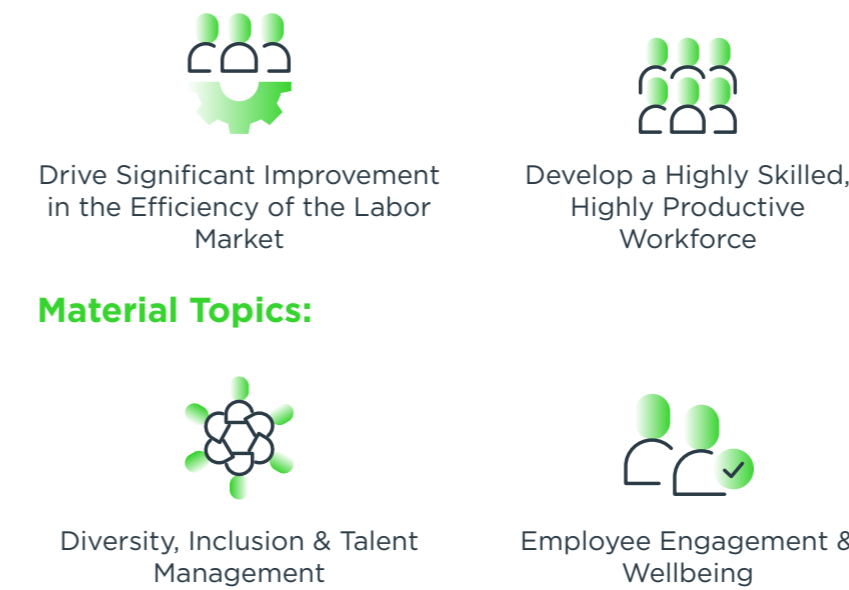 Drive Significant Improvement
in the Efficiency of the Labor
Market
Develop a Highly Skilled,
Highly Productive
Workforce
Material Topics:
Diversity, Inclusion & Talent
Management
Employee Engagement &
Wellbeing